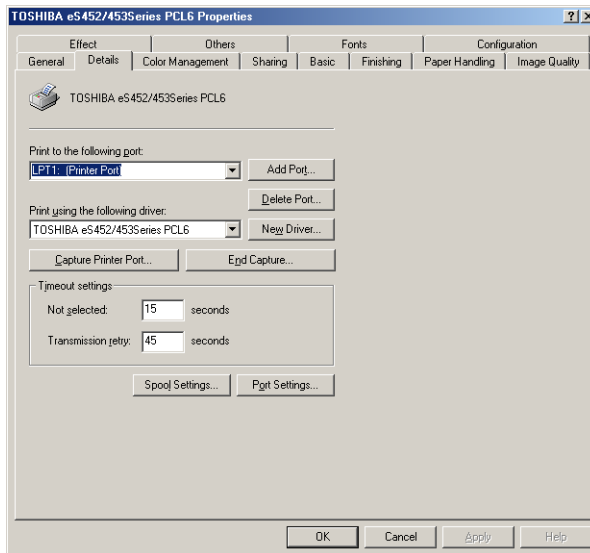 TOSHIBA eS452/453Series PCL6 Properties
Effect Others Fonts Configuration
General Details Color Management Sharing Basic Finishing Paper Handling Image Quality
TOSHIBA eS452/453Series PCL6
Print to the following port:
LPT1: (Printer Port) Add Port...
Delete Port...
Print using the following driver:
TOSHIBA eS452/453Series PCL6 New Driver...
Capture Printer Port... End Capture...
Timeout settings
Not selected: 15 seconds
Transmission retry: 45 seconds
Spool Settings... Port Settings...
OK Cancel Apply Help